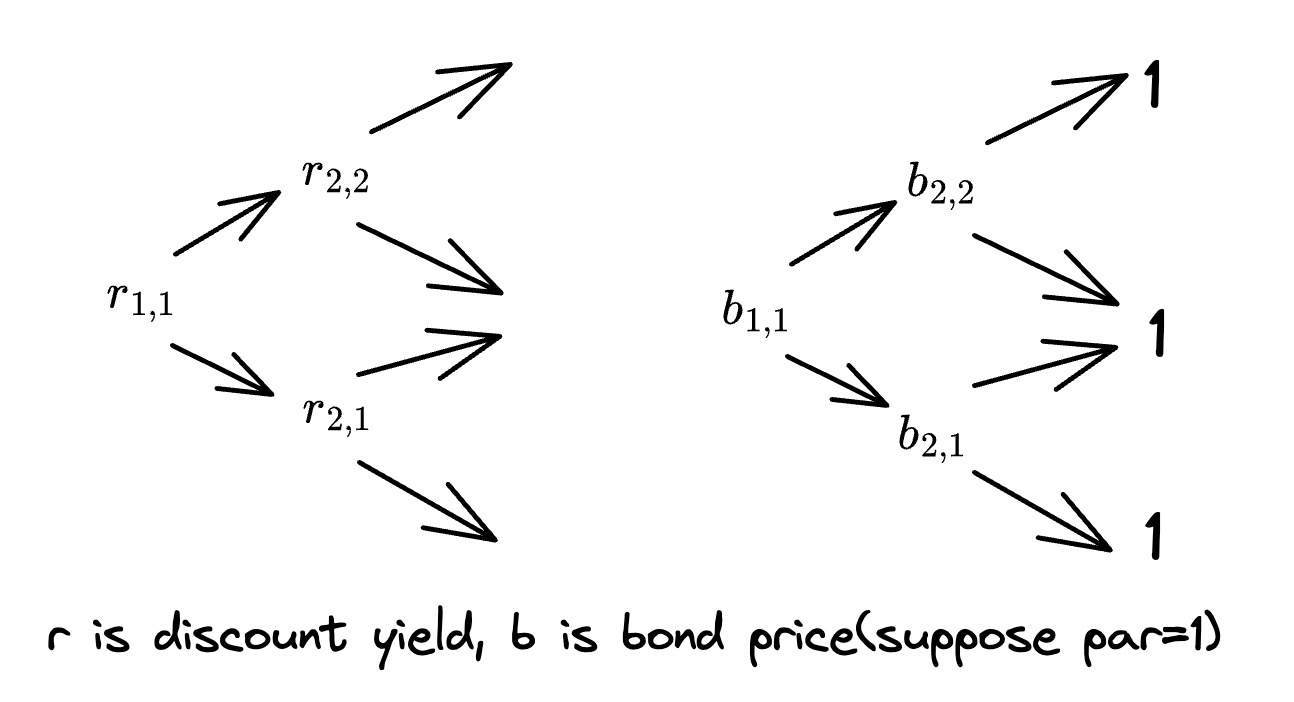 1
r_{2,2}
b_{2,2}
r_{1,1}
b_{1,1}
1
r_{2,1}
b_{2,1}
1
r is discount yield, b is bond price(suppose par=1)